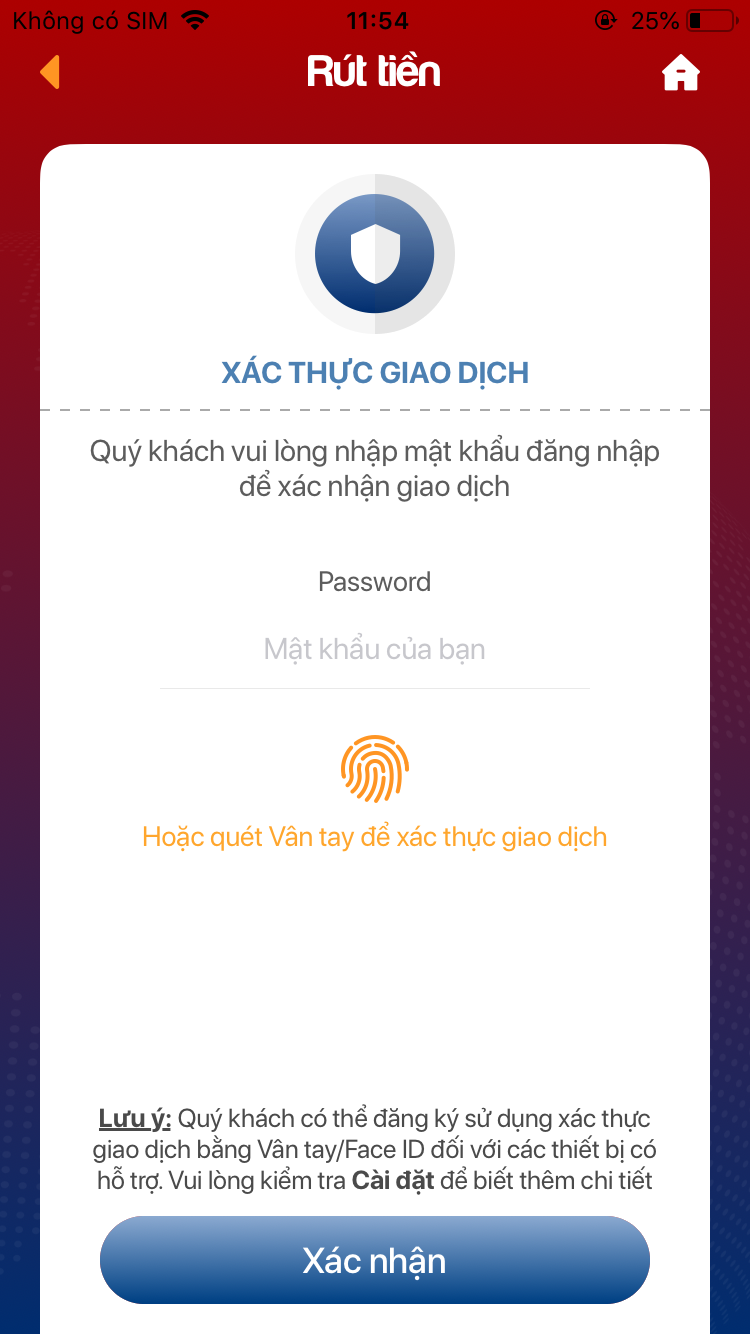 Không có SIM 11:54 25%
Rút tiền
XÁC THỰC GIAO DỊCH
Quý khách vui lòng nhập mật khẩu đăng nhập
để xác nhận giao dịch
Password
Mật khẩu của bạn
Hoặc quét Vân tay để xác thực giao dịch
Lưu ý: Quý khách có thể đăng ký sử dụng xác thực
giao dịch bằng Vân tay/Face ID đối với các thiết bị có
hỗ trợ. Vui lòng kiểm tra Cài đặt để biết thêm chi tiết
Xác nhận